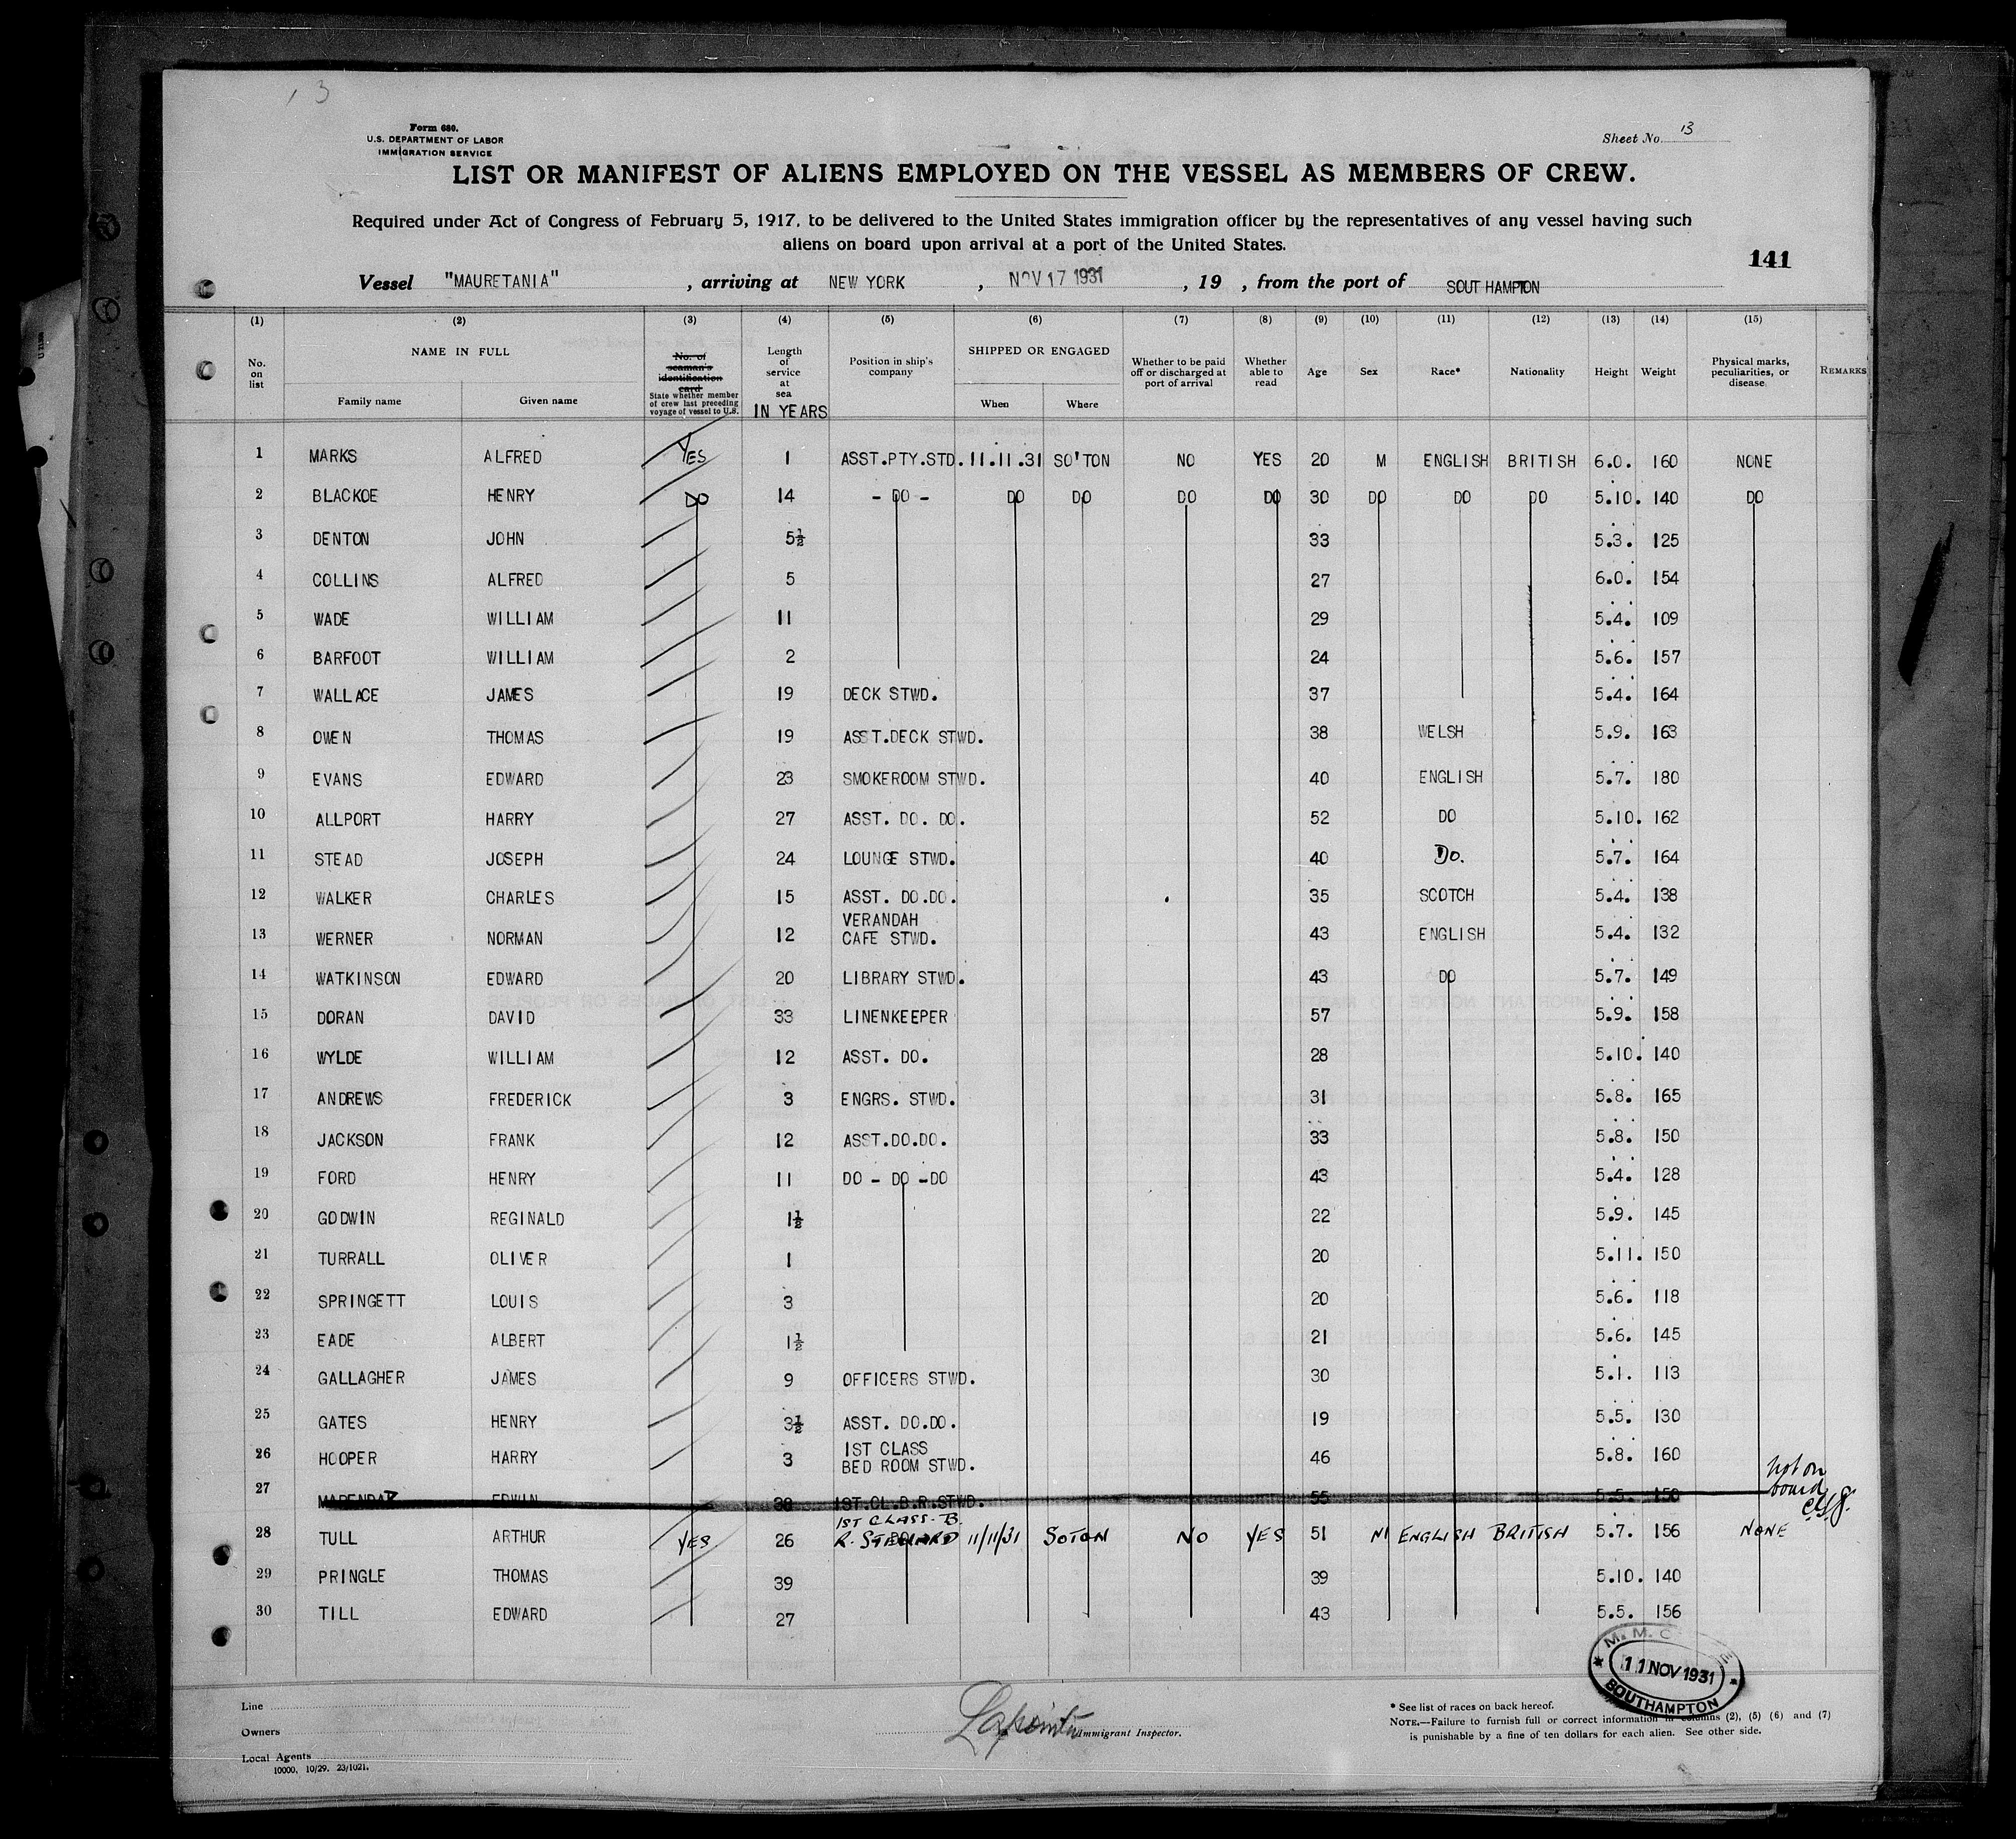 13
Form 680.
U.S. DEPARTMENT OF LABOR
IMMIGRATION SERVICE
Sheet No. 13
LIST OR MANIFEST OF ALIENS EMPLOYED ON THE VESSEL AS MEMBERS OF CREW.
Required under Act of Congress of February 5, 1917, to be delivered to the United States immigration officer by the representatives of any vessel having such
aliens on board upon arrival at a port of the United States.
141
Vessel "MAURETANIA", arriving at NEW YORK, NOV 17 1931, 19 , from the port of SOUTHAMPTON
(1) (2) (3) (4) (5) (6) (7) (8) (9) (10) (11) (12) (13) (14) (15)
No. on list NAME IN FULL Family name Given name No. of seaman's identification card State whether member of crew last preceding voyage of vessel to U.S. Length of service at sea IN YEARS Position in ship's company SHIPPED OR ENGAGED When Where Whether to be paid off or discharged at port of arrival Whether able to read Age Sex Race* Nationality Height Weight Physical marks, peculiarities, or disease REMARKS
1 MARKS ALFRED YES 1 ASST.PTY.STD. 11.11.31 SO'TON NO YES 20 M ENGLISH BRITISH 6.0. 160 NONE
2 BLACKOE HENRY DO 14 - DO - DO DO DO DO 30 DO DO DO 5.10. 140 DO
3 DENTON JOHN 5½ 33 5.3. 125
4 COLLINS ALFRED 5 27 6.0. 154
5 WADE WILLIAM 11 29 5.4. 109
6 BARFOOT WILLIAM 2 24 5.6. 157
7 WALLACE JAMES 19 DECK STWD. 37 5.4. 164
8 OWEN THOMAS 19 ASST.DECK STWD. 38 WELSH 5.9. 163
9 EVANS EDWARD 23 SMOKEROOM STWD. 40 ENGLISH 5.7. 180
10 ALLPORT HARRY 27 ASST. DO. DO. 52 DO 5.10. 162
11 STEAD JOSEPH 24 LOUNGE STWD. 40 Do. 5.7. 164
12 WALKER CHARLES 15 ASST. DO.DO. 35 SCOTCH 5.4. 138
13 WERNER NORMAN 12 VERANDAH CAFE STWD. 43 ENGLISH 5.4. 132
14 WATKINSON EDWARD 20 LIBRARY STWD. 43 DO 5.7. 149
15 DORAN DAVID 33 LINENKEEPER 57 5.9. 158
16 WYLDE WILLIAM 12 ASST. DO. 28 5.10. 140
17 ANDREWS FREDERICK 3 ENGRS. STWD. 31 5.8. 165
18 JACKSON FRANK 12 ASST.DO.DO. 33 5.8. 150
19 FORD HENRY 11 DO - DO -DO 43 5.4. 128
20 GODWIN REGINALD 1½ 22 5.9. 145
21 TURRALL OLIVER 1 20 5.11. 150
22 SPRINGETT LOUIS 3 20 5.6. 118
23 EADE ALBERT 1½ 21 5.6. 145
24 GALLAGHER JAMES 9 OFFICERS STWD. 30 5.1. 113
25 GATES HENRY 3½ ASST. DO.DO. 19 5.5. 130
26 HOOPER HARRY 3 1ST CLASS BED ROOM STWD. 46 5.8. 160
27 EDWIN 1ST.CL.B.R.STWD. 55 5.5. 150 not on board
28 TULL ARTHUR YES 26 1ST CLASS-B. R. STEWARD 11/11/31 SOTON NO YES 51 M ENGLISH BRITISH 5.7. 156 NONE
29 PRINGLE THOMAS 39 39 5.10. 140
30 TILL EDWARD 27 43 5.5. 156
M. M.
11 NOV 1931
SOUTHAMPTON
Line
Owners
Local Agents
10000, 10/29. 23/1021.
Immigrant Inspector.
* See list of races on back hereof.
NOTE.—Failure to furnish full or correct information in columns (2), (5) (6) and (7)
is punishable by a fine of ten dollars for each alien. See other side.